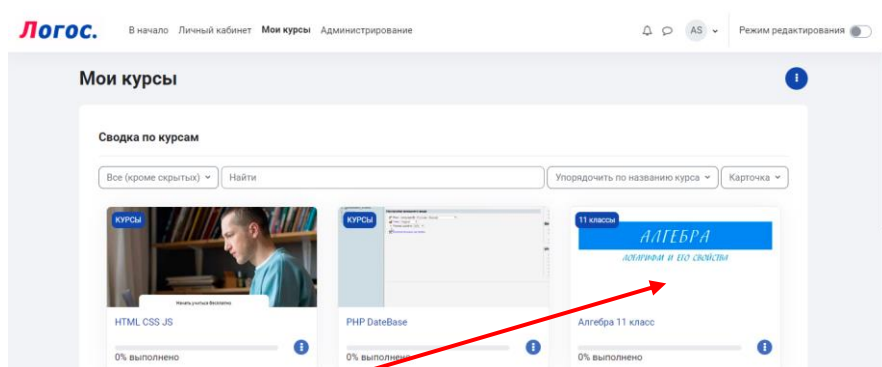 Логос.
В начало Личный кабинет Мои курсы Администрирование
AS
Режим редактирования
Мои курсы
Сводка по курсам
Все (кроме скрытых)
Найти
Упорядочить по названию курса
Карточка
КУРСЫ
Начать учиться бесплатно
HTML CSS JS
0% выполнено
КУРСЫ
PHP DateBase
0% выполнено
11 классы
АЛГЕБРА
ЛОГАРИФМ И ЕГО СВОЙСТВА
Алгебра 11 класс
0% выполнено